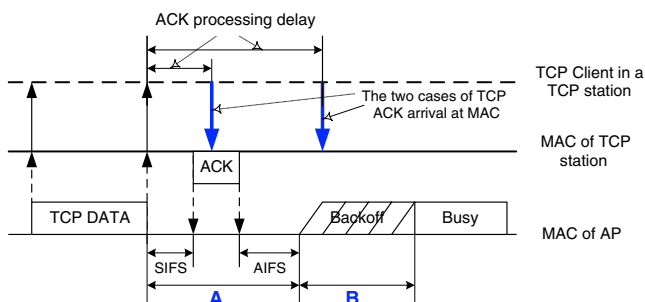 ACK processing delay
TCP Client in a
TCP station
The two cases of TCP
ACK arrival at MAC
MAC of TCP
station
ACK
TCP DATA
Backoff
Busy
MAC of AP
SIFS
AIFS
A
B